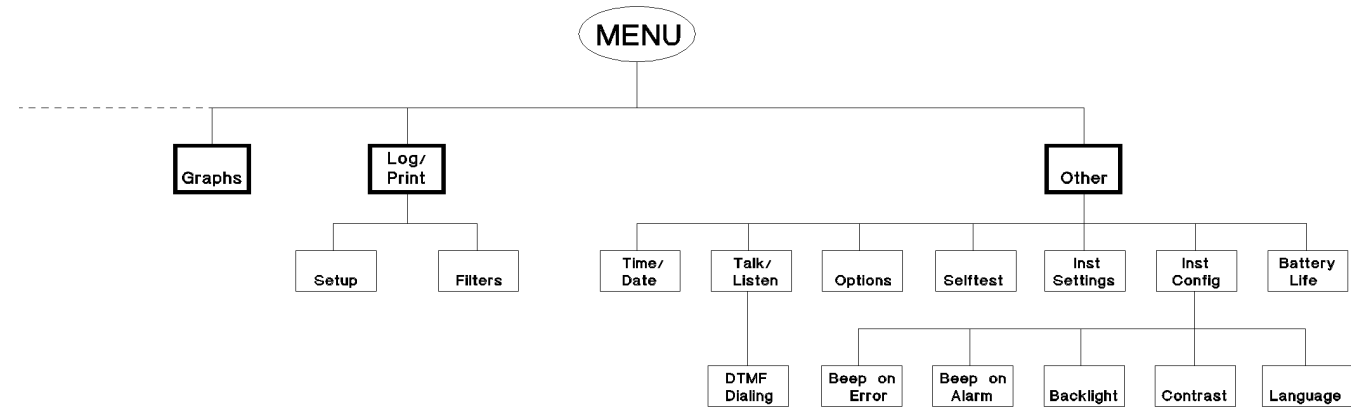 MENU
Graphs
Log/
Print
Other
Setup
Filters
Time/
Date
Talk/
Listen
Options
Selftest
Inst
Settings
Inst
Config
Battery
Life
DTMF
Dialing
Beep on
Error
Beep on
Alarm
Backlight
Contrast
Language